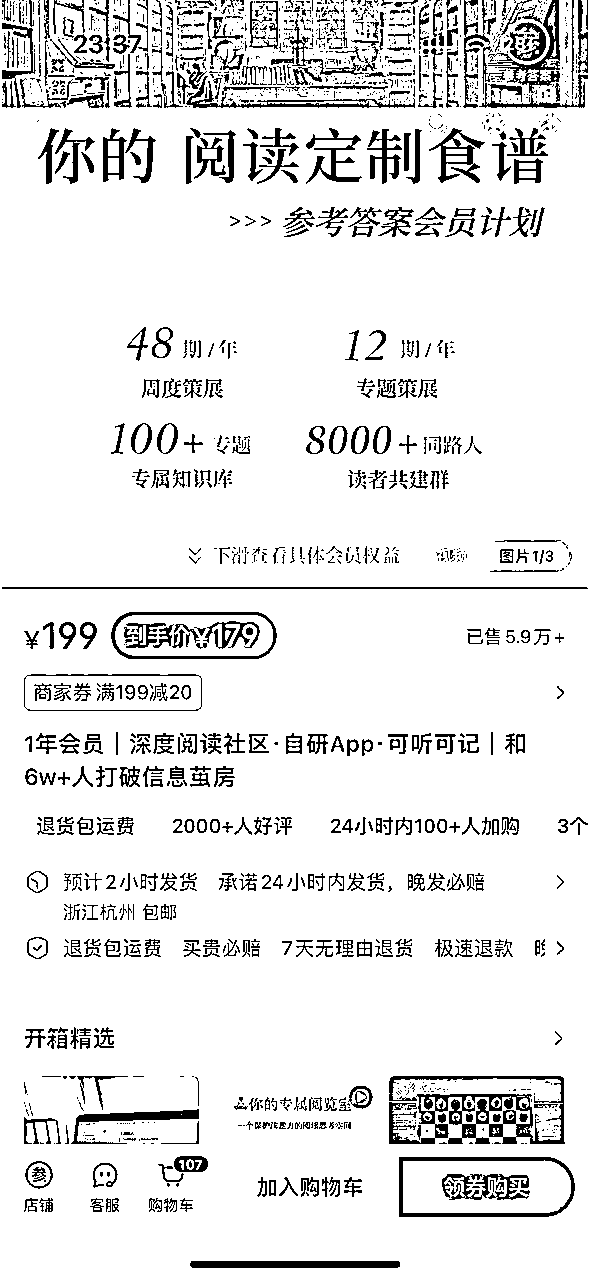 23:37
你的 阅读定制食谱
>>> 参考答案会员计划
48 期/年
12 期/年
周度策展
专题策展
100+ 专题
8000+同路人
专属知识库
读者共建群
下滑查看具体会员权益
视频
图片1/3
¥199
到手价¥179
已售 5.9万+
商家券 满199减20
1年会员｜深度阅读社区·自研App·可听可记｜和
6w+人打破信息茧房
退货包运费 2000+人好评 24小时内100+人加购 3个
预计2小时发货 承诺24小时内发货，晚发必赔
浙江杭州 包邮
退货包运费 买贵必赔 7天无理由退货 极速退款
开箱精选
你的专属阅览室
参
107
店铺
客服
购物车
加入购物车
领券购买